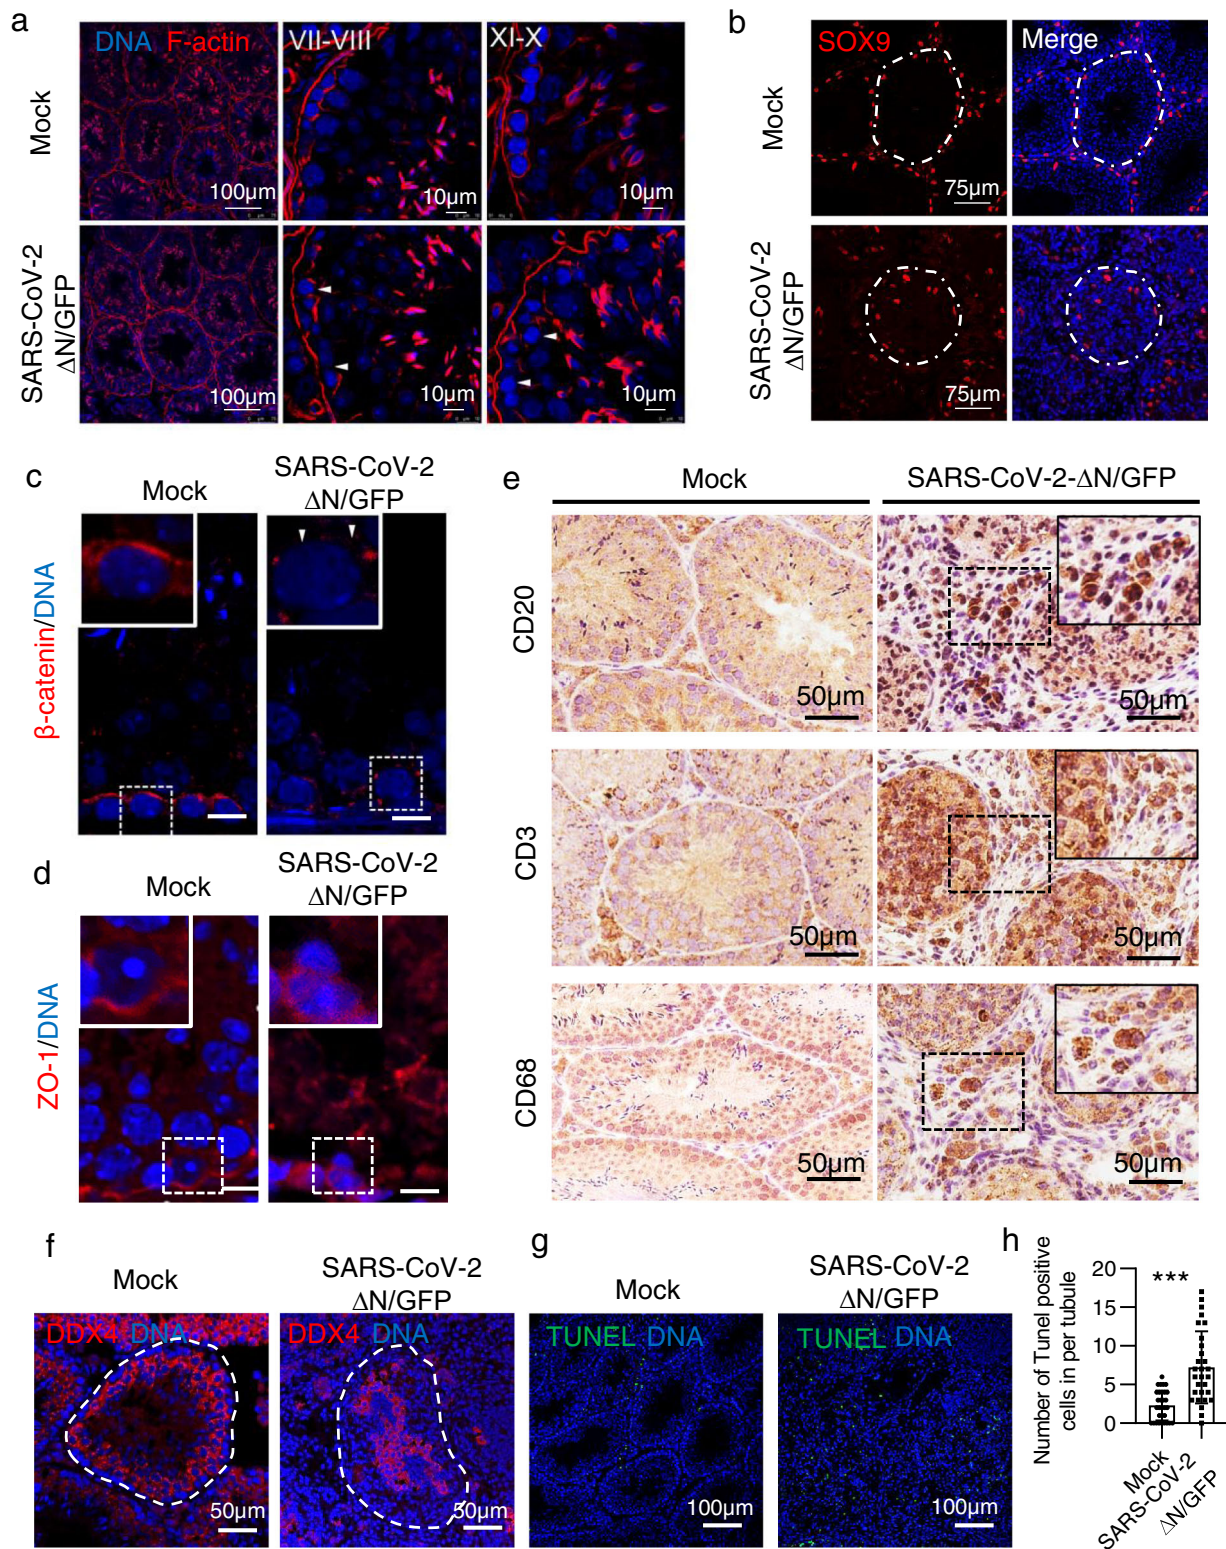 a
DNA F-actin
VII-VIII
XI-X
Mock
100µm
10µm
10µm
SARS-CoV-2
ΔN/GFP
100µm
10µm
10µm
b
SOX9
Merge
Mock
75µm
SARS-CoV-2
ΔN/GFP
75µm
c
Mock
SARS-CoV-2
ΔN/GFP
β-catenin/DNA
d
Mock
SARS-CoV-2
ΔN/GFP
ZO-1/DNA
e
Mock
SARS-CoV-2-ΔN/GFP
CD20
50µm
50µm
CD3
50µm
50µm
CD68
50µm
50µm
f
Mock
SARS-CoV-2
ΔN/GFP
DDX4 DNA
DDX4 DNA
50µm
50µm
g
Mock
SARS-CoV-2
ΔN/GFP
TUNEL DNA
TUNEL DNA
100µm
100µm
h
Number of Tunel positive
cells in per tubule
20
15
10
5
0
***
Mock
SARS-CoV-2
ΔN/GFP